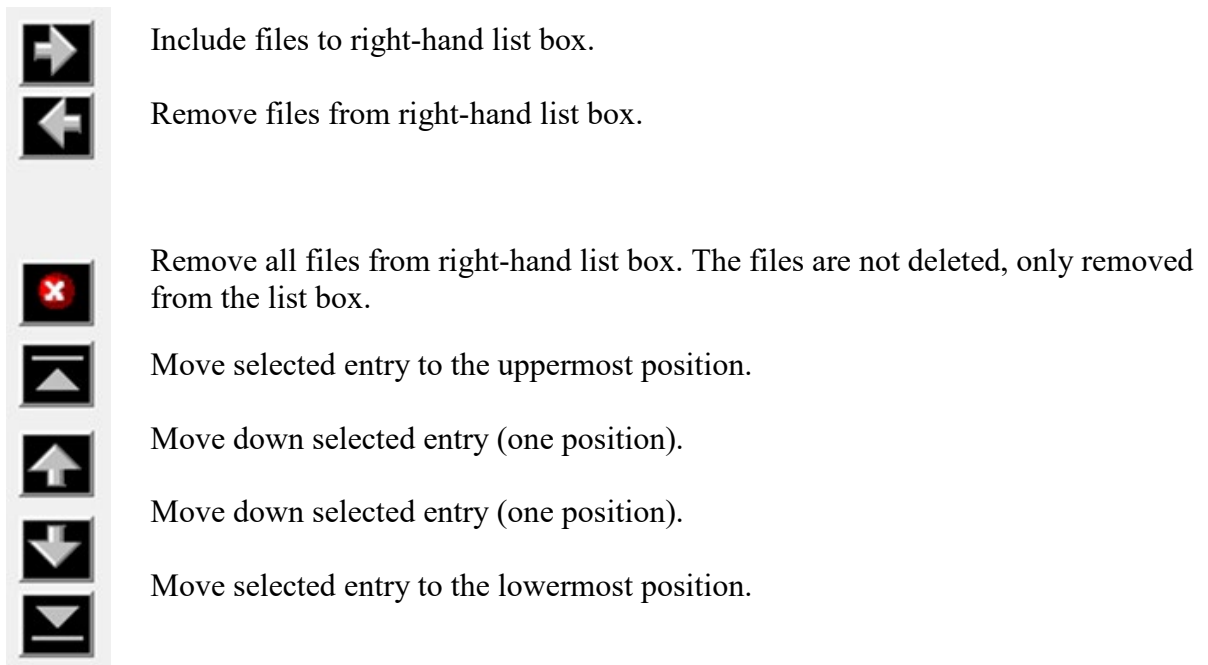 Include files to right-hand list box.
Remove files from right-hand list box.
Remove all files from right-hand list box. The files are not deleted, only removed
from the list box.
Move selected entry to the uppermost position.
Move down selected entry (one position).
Move down selected entry (one position).
Move selected entry to the lowermost position.